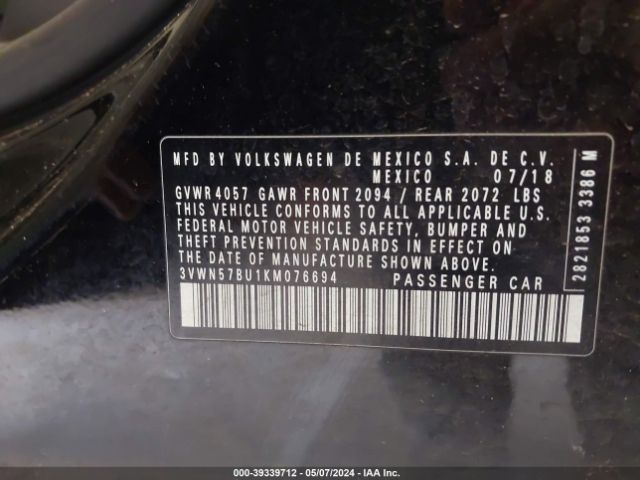 MFD BY VOLKSWAGEN DE MEXICO S.A. DE C.V.
MEXICO 07/18
GVWR 4057 GAWR FRONT 2094 / REAR 2072 LBS
THIS VEHICLE CONFORMS TO ALL APPLICABLE U.S.
FEDERAL MOTOR VEHICLE SAFETY, BUMPER AND
THEFT PREVENTION STANDARDS IN EFFECT ON
THE DATE OF MANUFACTURE SHOWN ABOVE.
3VWN57BU1KM076694 PASSENGER CAR
2821853 3386 M
000-39339712 - 05/07/2024 - IAA Inc.